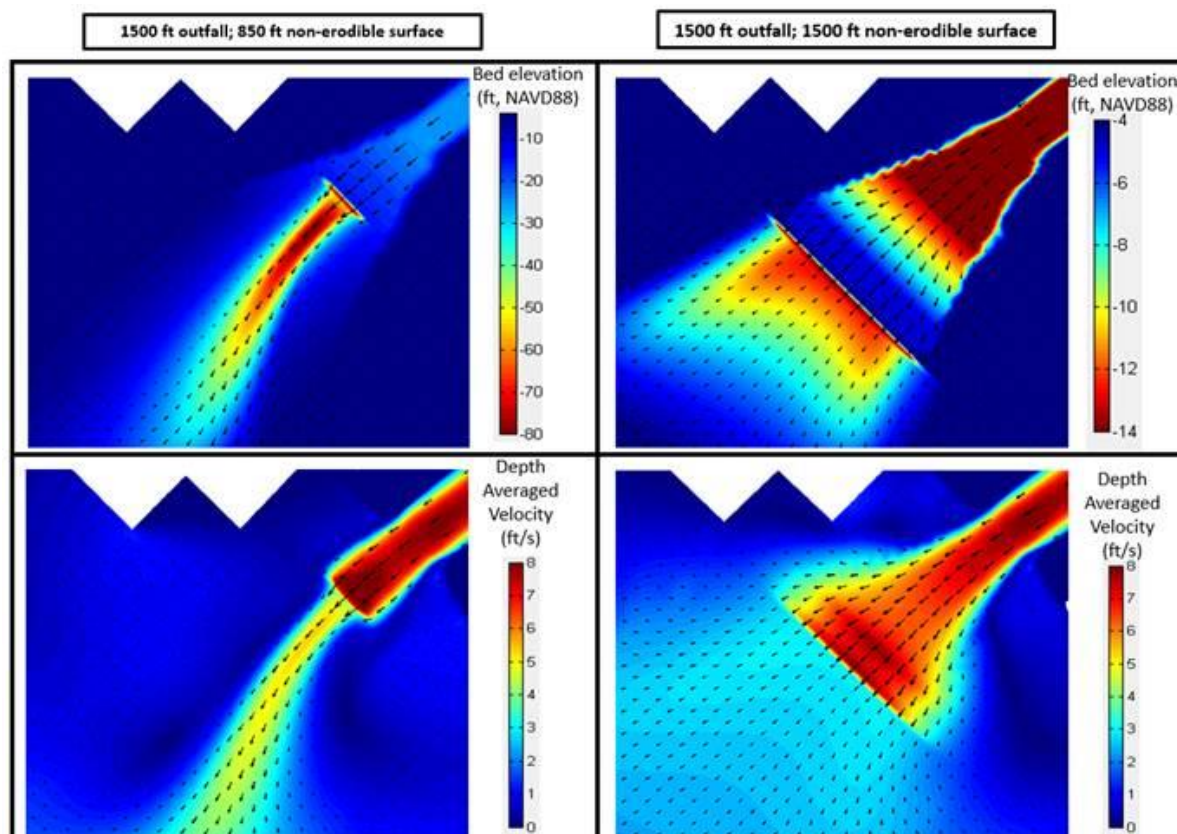 1500 ft outfall; 850 ft non-erodible surface
1500 ft outfall; 1500 ft non-erodible surface
Bed elevation
(ft, NAVD88)
-10
-20
-30
-40
-50
-60
-70
-80
Bed elevation
(ft, NAVD88)
-4
-6
-8
-10
-12
-14
Depth
Averaged
Velocity
(ft/s)
8
7
6
5
4
3
2
1
0
Depth
Averaged
Velocity
(ft/s)
8
7
6
5
4
3
2
1
0